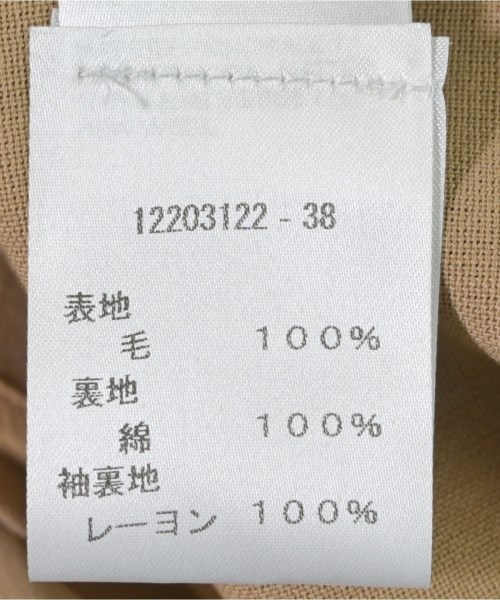 12203122 - 38
表地
毛 １００％
裏地
綿 １００％
袖裏地
レーヨン １００％